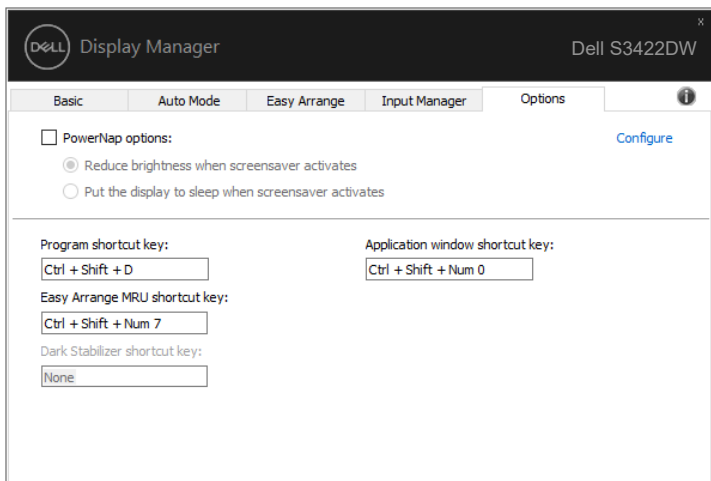 x
DELL Display Manager
Dell S3422DW
Basic Auto Mode Easy Arrange Input Manager Options
PowerNap options:
Configure
Reduce brightness when screensaver activates
Put the display to sleep when screensaver activates
Program shortcut key:
Application window shortcut key:
Ctrl + Shift + D
Ctrl + Shift + Num 0
Easy Arrange MRU shortcut key:
Ctrl + Shift + Num 7
Dark Stabilizer shortcut key:
None